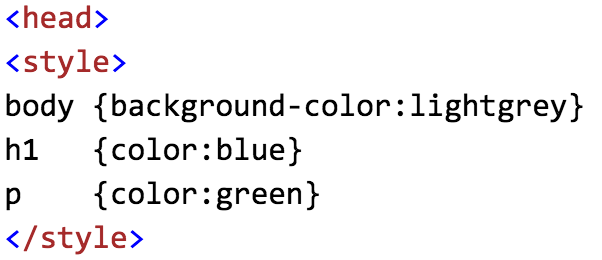 <head>
<style>
body {background-color:lightgrey}
h1   {color:blue}
p    {color:green}
</style>